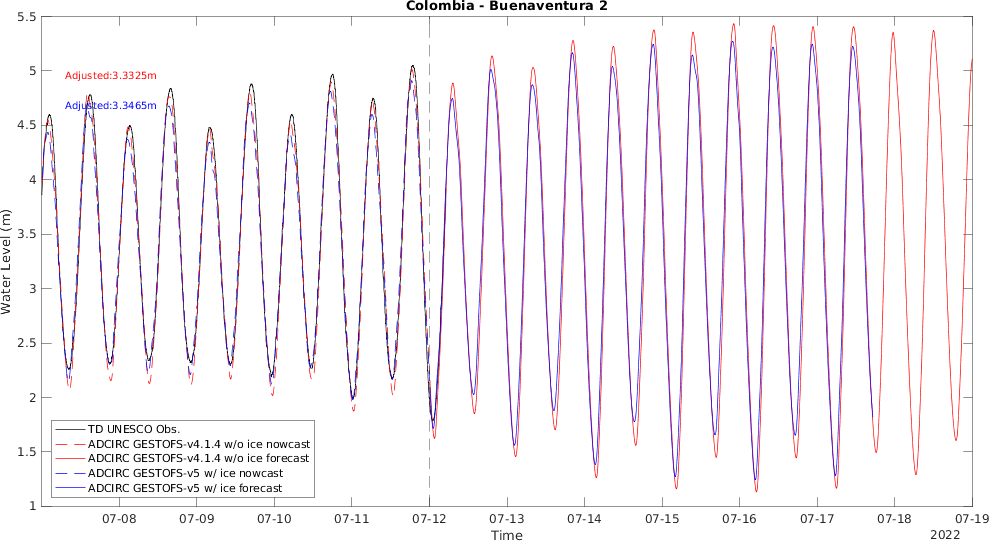 Colombia - Buenaventura 2
5.5
5
4.5
4
3.5
3
2.5
2
1.5
1
Water Level (m)
Adjusted:3.3325m
Adjusted:3.3465m
TD UNESCO Obs.
ADCIRC GESTOFS-v4.1.4 w/o ice nowcast
ADCIRC GESTOFS-v4.1.4 w/o ice forecast
ADCIRC GESTOFS-v5 w/ ice nowcast
ADCIRC GESTOFS-v5 w/ ice forecast
07-08 07-09 07-10 07-11 07-12 07-13 07-14 07-15 07-16 07-17 07-18 07-19
Time
2022